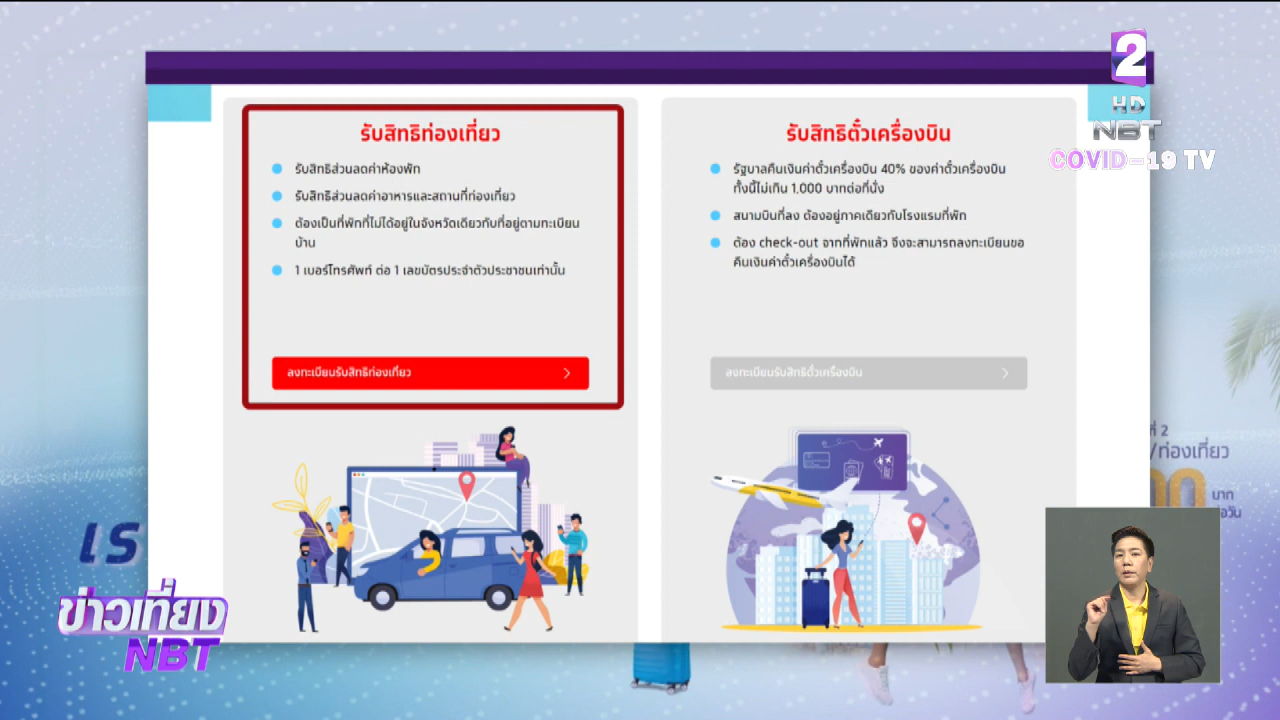 2
HD
NBT
COVID-19 TV
รับสิทธิท่องเที่ยว
รับสิทธิส่วนลดค่าห้องพัก
รับสิทธิส่วนลดค่าอาหารและสถานที่ท่องเที่ยว
ต้องเป็นที่พักที่ไม่ได้อยู่ในจังหวัดเดียวกับที่อยู่ตามทะเบียน
บ้าน
1 เบอร์โทรศัพท์ ต่อ 1 เลขบัตรประจำตัวประชาชนเท่านั้น
ลงทะเบียนรับสิทธิท่องเที่ยว
รับสิทธิตั๋วเครื่องบิน
รัฐบาลคืนเงินค่าตั๋วเครื่องบิน 40% ของค่าตั๋วเครื่องบิน
ทั้งนี้ไม่เกิน 1,000 บาทต่อที่นั่ง
สนามบินที่ลง ต้องอยู่ภาคเดียวกับโรงแรมที่พัก
ต้อง check-out จากที่พักแล้ว จึงจะสามารถลงทะเบียนขอ
คืนเงินค่าตั๋วเครื่องบินได้
ลงทะเบียนรับสิทธิตั๋วเครื่องบิน
ที่ 2
/ท่องเที่ยว
บาท
เร
ข่าวเที่ยง
NBT